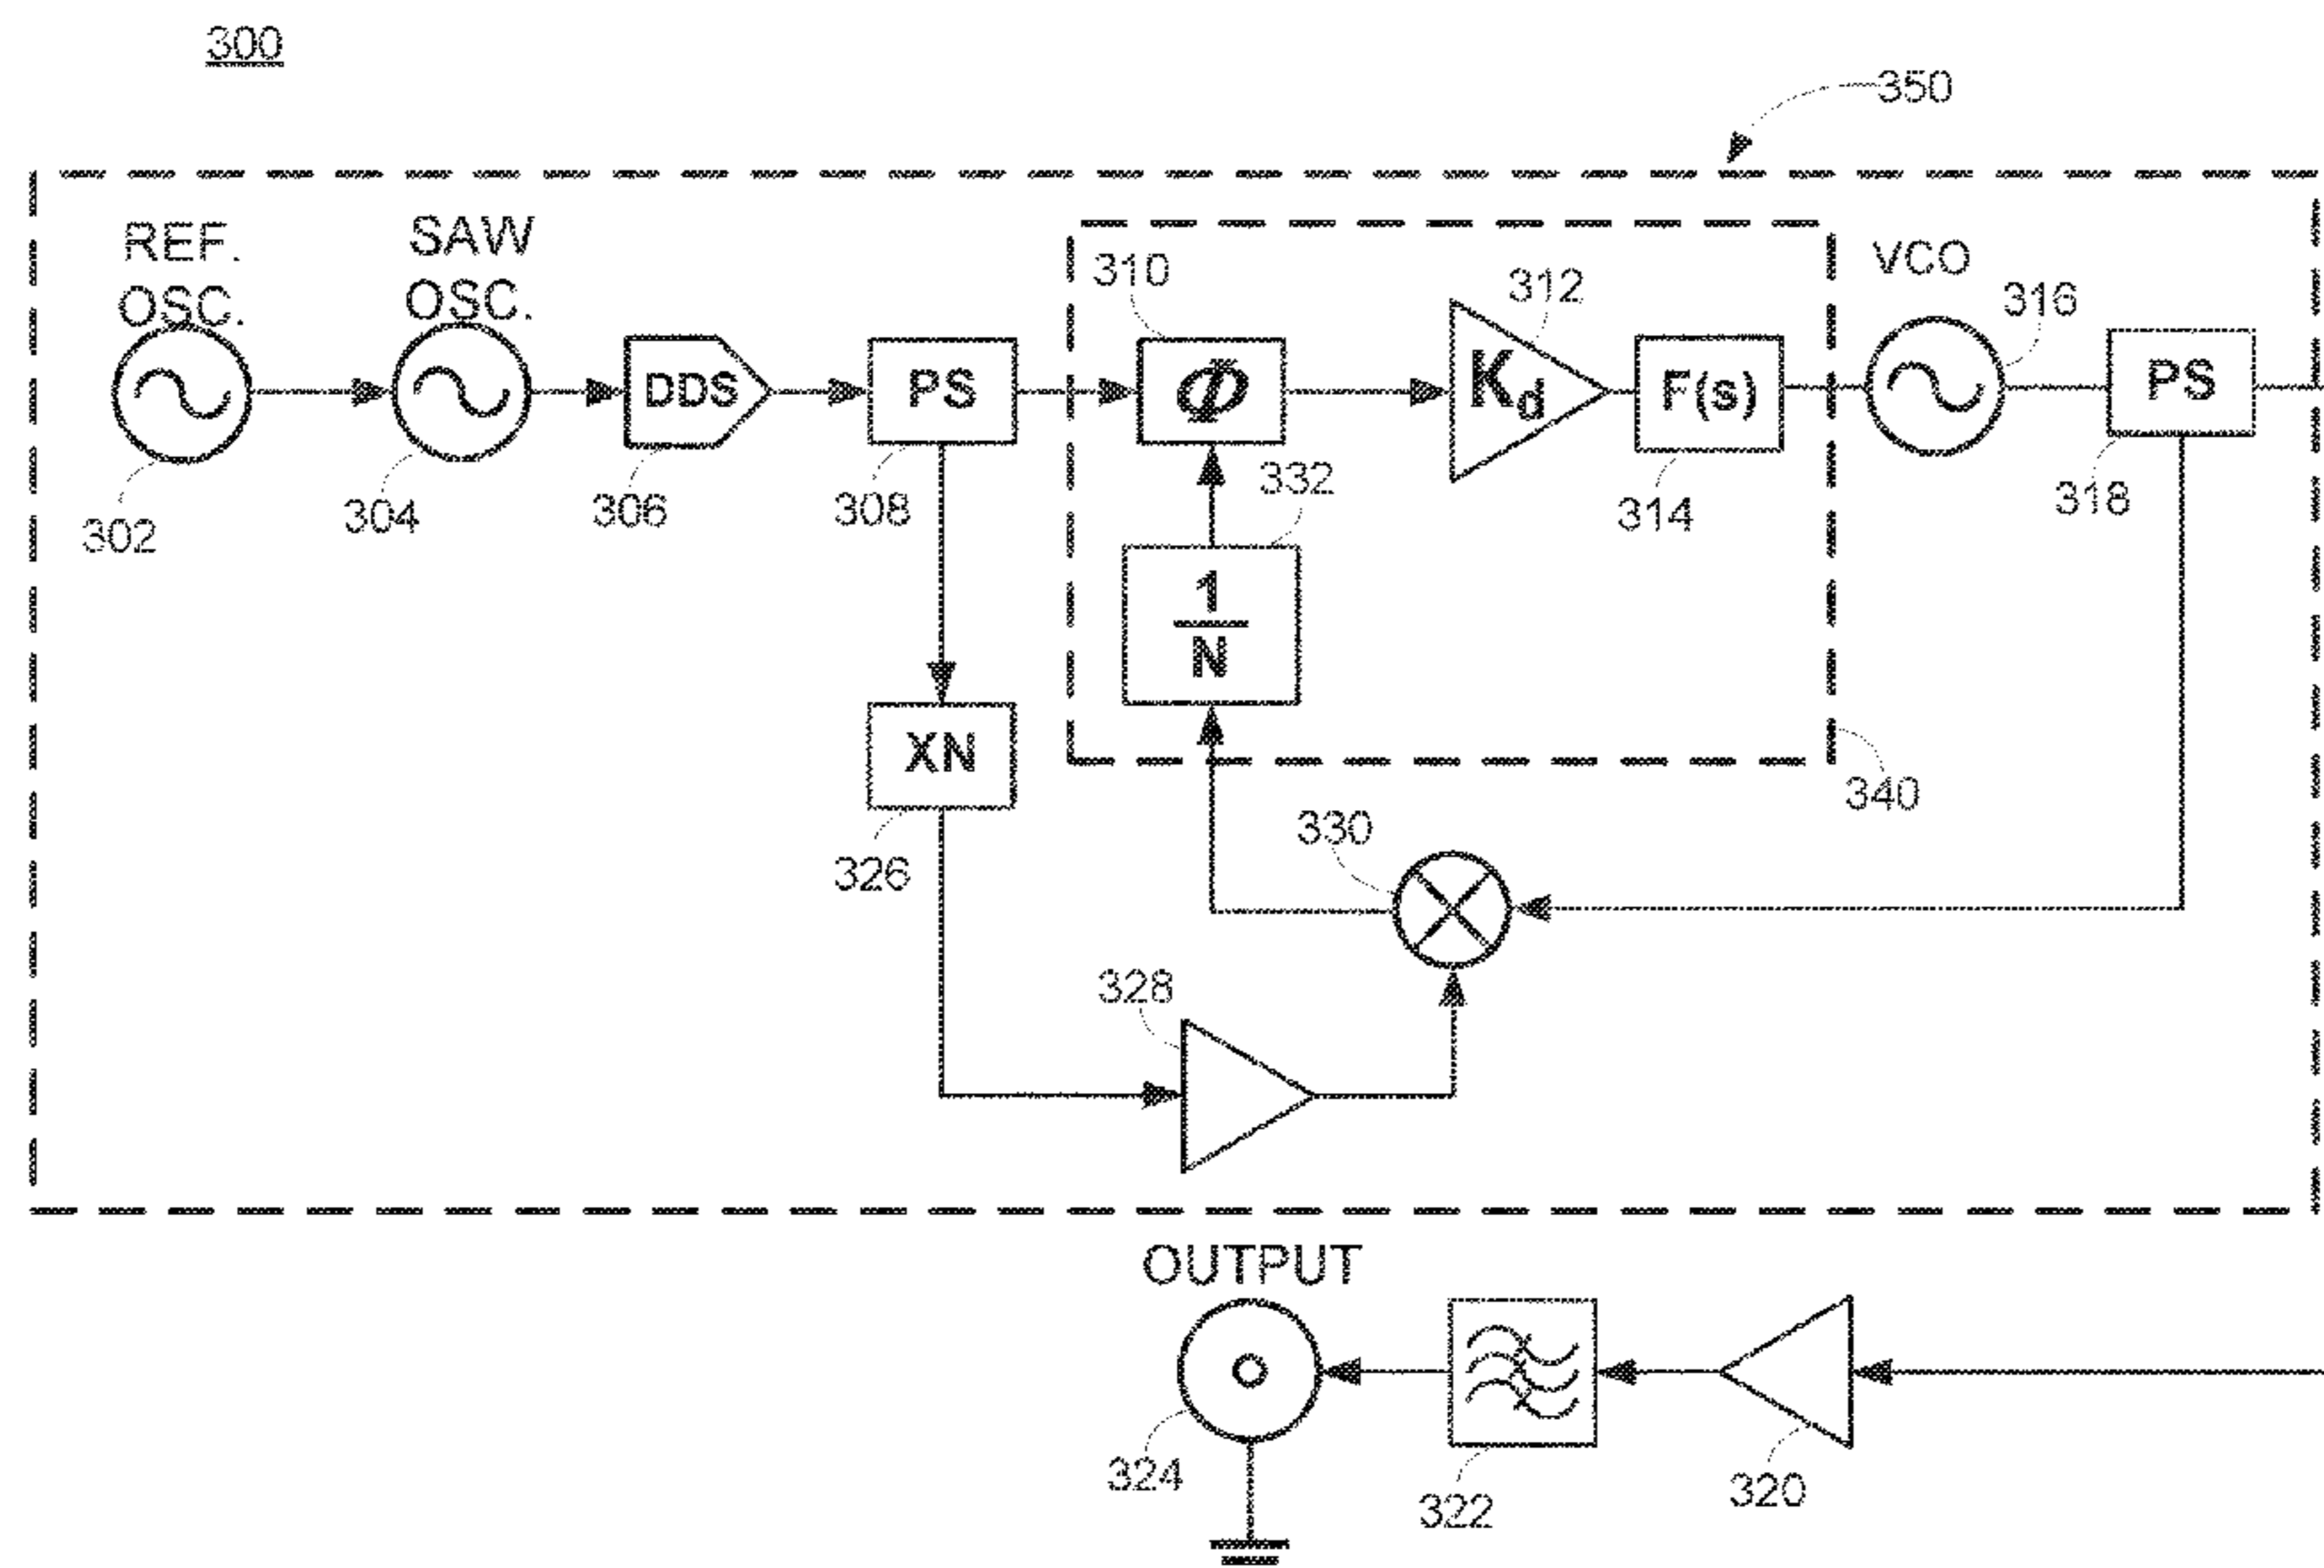 300
350
REF.
OSC.
SAW
OSC.
310
312
VCO
316
DDS
PS
Φ
Kd
F(s)
PS
302
304
306
308
332
314
318
1
N
XN
340
326
330
328
OUTPUT
324
322
320